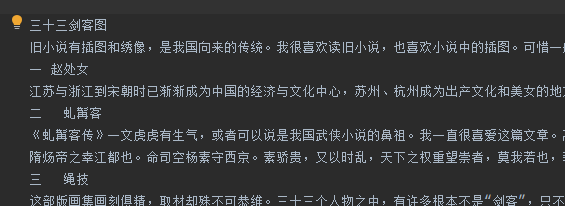 三十三剑客图
旧小说有插图和绣像，是我国向来的传统。我很喜欢读旧小说，也喜欢小说中的插图。可惜一
一 赵处女
江苏与浙江到宋朝时已渐渐成为中国的经济与文化中心，苏州、杭州成为出产文化和美女的地
二 虬髯客
《虬髯客传》一文虎虎有生气，或者可以说是我国武侠小说的鼻祖。我一直很喜爱这篇文章。
隋炀帝之幸江都也。命司空杨素守西京。素骄贵，又以时乱，天下之权重望崇者，莫我若也，
三 绳技
这部版画集画刻俱精，取材却殊不可恭维。三十三个人物之中，有许多根本不是“剑客”，只不